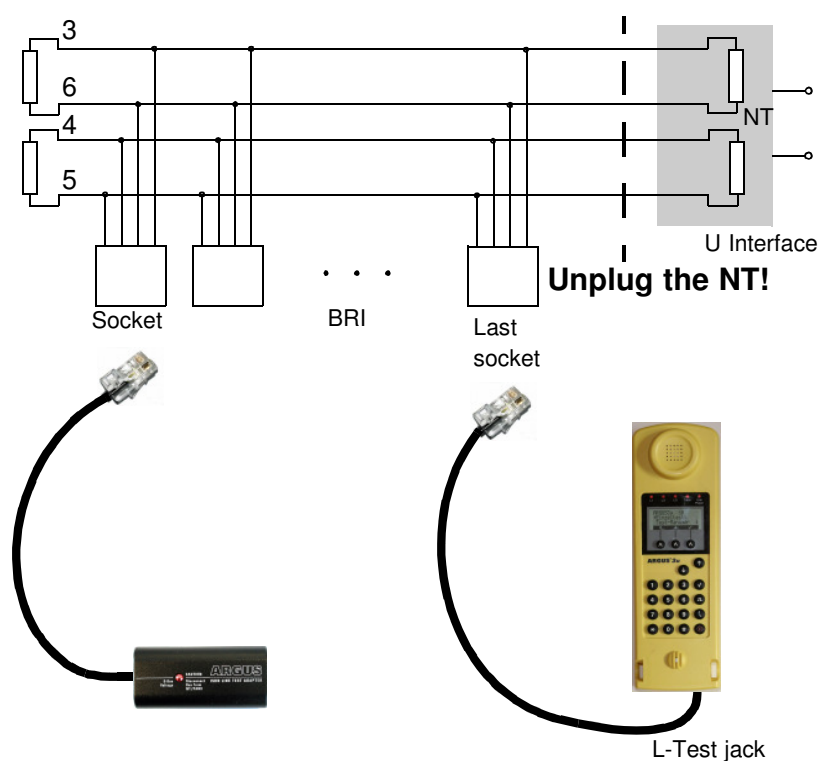 3
6
4
5
NT
U Interface
Unplug the NT!
Socket
BRI
Last
socket
ARGUS
L-Test jack